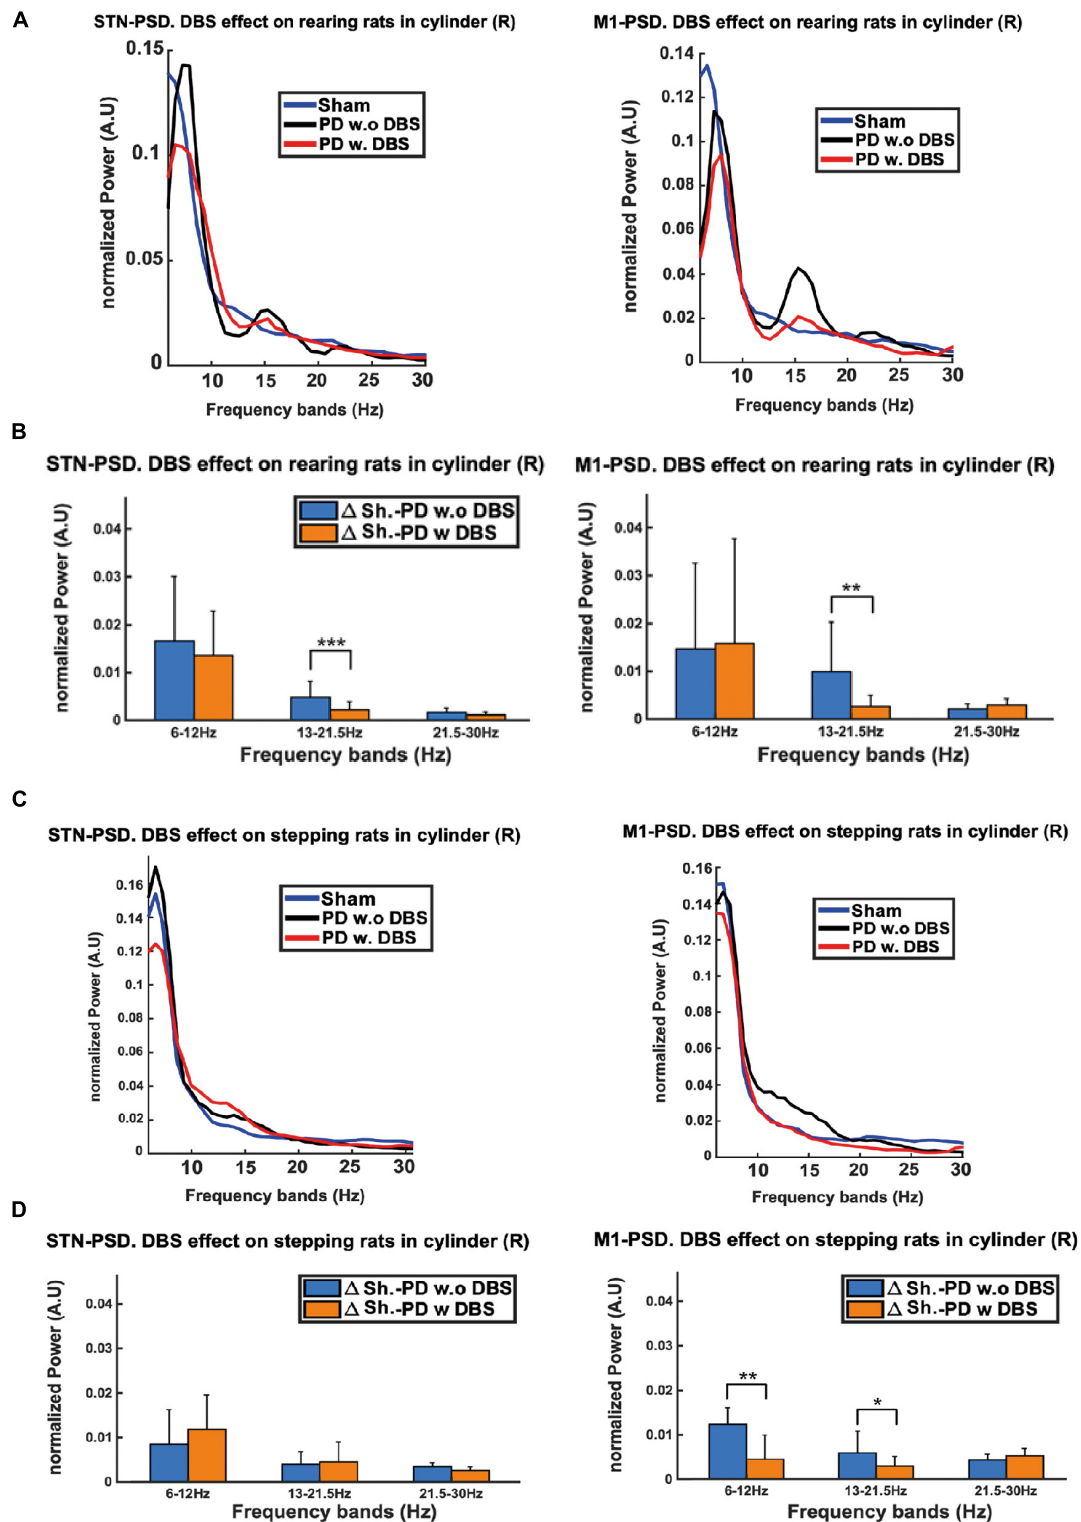 A
STN-PSD. DBS effect on rearing rats in cylinder (R)
0.15
0.1
0.05
0
normalized Power (A.U)
Sham
PD w.o DBS
PD w. DBS
10 15 20 25 30
Frequency bands (Hz)
M1-PSD. DBS effect on rearing rats in cylinder (R)
0.14
0.12
0.1
0.08
0.06
0.04
0.02
0
normalized Power (A.U)
Sham
PD w.o DBS
PD w. DBS
10 15 20 25 30
Frequency bands (Hz)
B
STN-PSD. DBS effect on rearing rats in cylinder (R)
0.04
0.03
0.02
0.01
0
normalized Power (A.U)
Δ Sh.-PD w.o DBS
Δ Sh.-PD w DBS
***
6-12Hz 13-21.5Hz 21.5-30Hz
Frequency bands (Hz)
M1-PSD. DBS effect on rearing rats in cylinder (R)
0.04
0.03
0.02
0.01
0
normalized Power (A.U)
**
6-12Hz 13-21.5Hz 21.5-30Hz
Frequency bands (Hz)
C
STN-PSD. DBS effect on stepping rats in cylinder (R)
0.16
0.14
0.12
0.1
0.08
0.06
0.04
0.02
0
normalized Power (A.U)
Sham
PD w.o DBS
PD w. DBS
10 15 20 25 30
Frequency bands (Hz)
M1-PSD. DBS effect on stepping rats in cylinder (R)
0.16
0.14
0.12
0.1
0.08
0.06
0.04
0.02
0
normalized Power (A.U)
Sham
PD w.o DBS
PD w. DBS
10 15 20 25 30
Frequency bands (Hz)
D
STN-PSD. DBS effect on stepping rats in cylinder (R)
0.04
0.03
0.02
0.01
0
normalized Power (A.U)
Δ Sh.-PD w.o DBS
Δ Sh.-PD w DBS
6-12Hz 13-21.5Hz 21.5-30Hz
Frequency bands (Hz)
M1-PSD. DBS effect on stepping rats in cylinder (R)
0.04
0.03
0.02
0.01
0
normalized Power (A.U)
Δ Sh.-PD w.o DBS
Δ Sh.-PD w DBS
**
*
6-12Hz 13-21.5Hz 21.5-30Hz
Frequency bands (Hz)